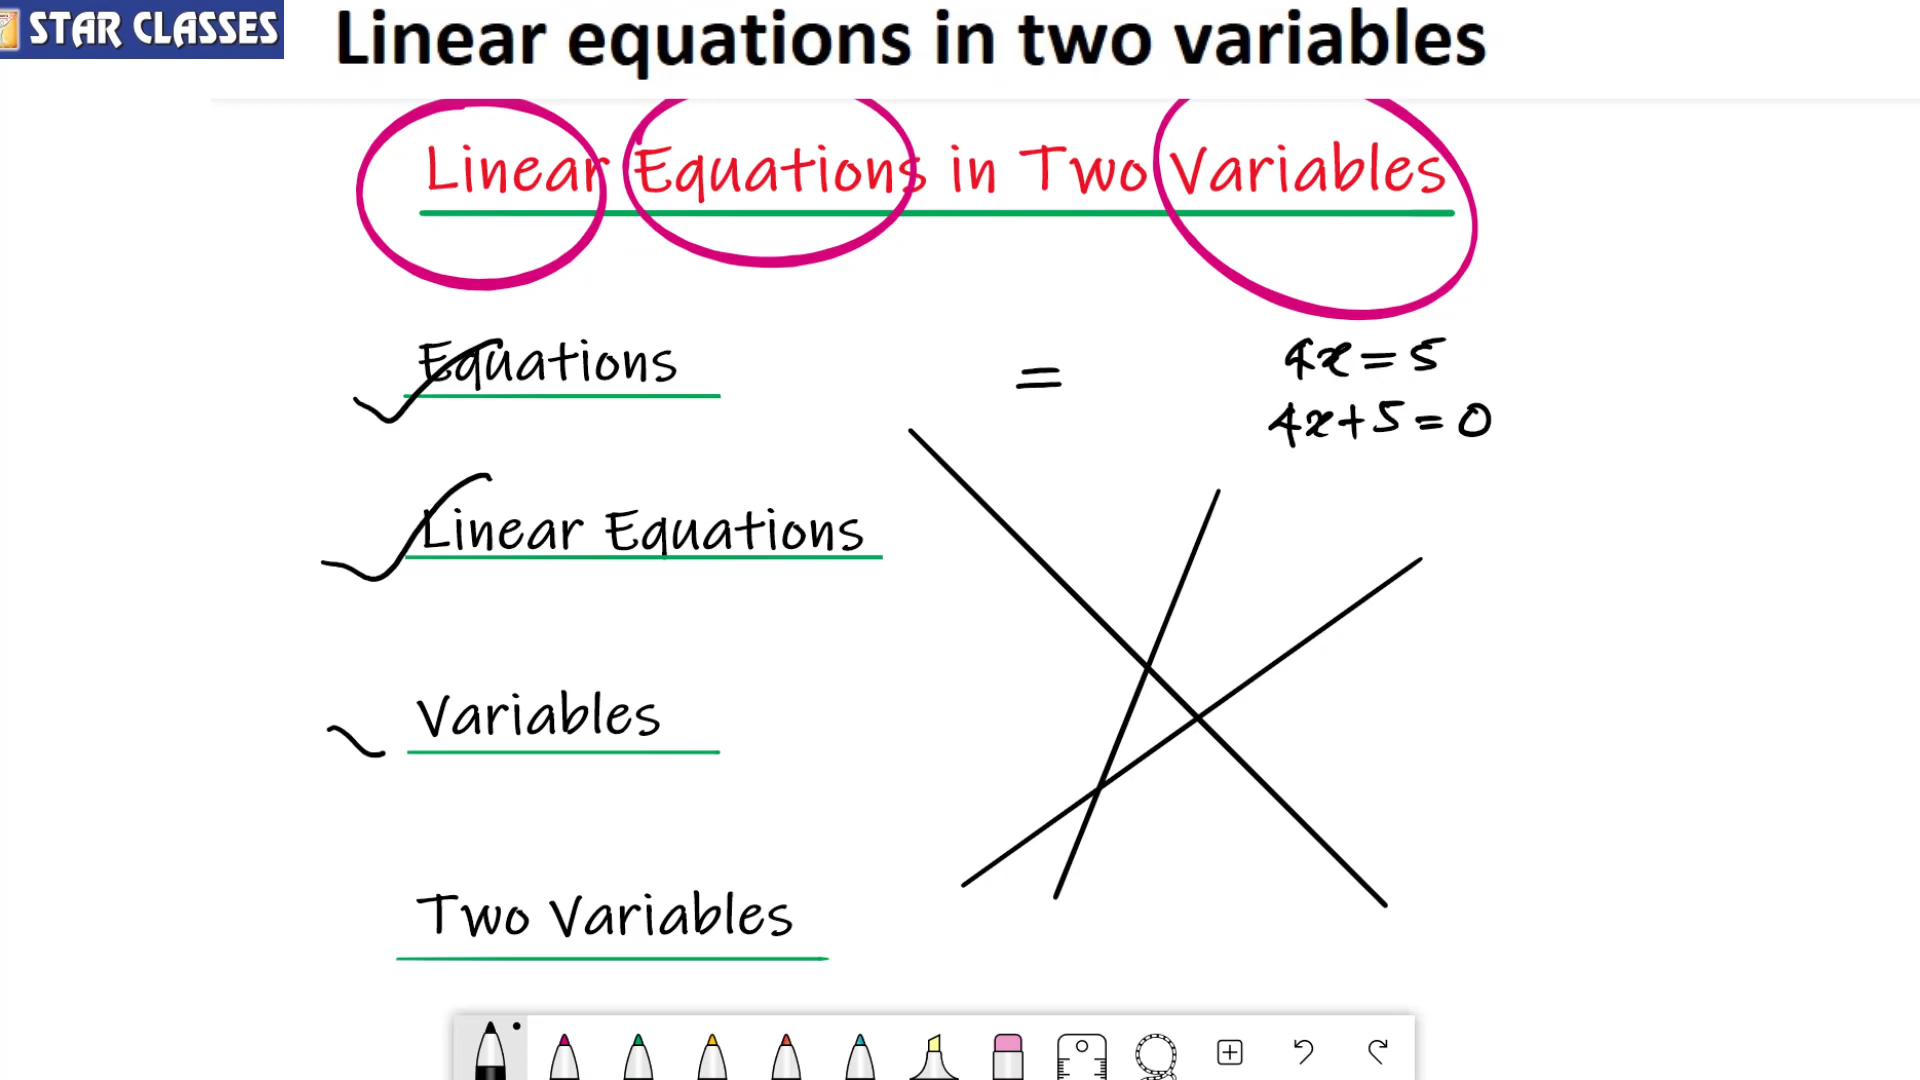 STAR CLASSES
Linear equations in two variables
Linear Equations in Two Variables
Equations
=
4x=5
4x+5=0
Linear Equations
Variables
Two Variables